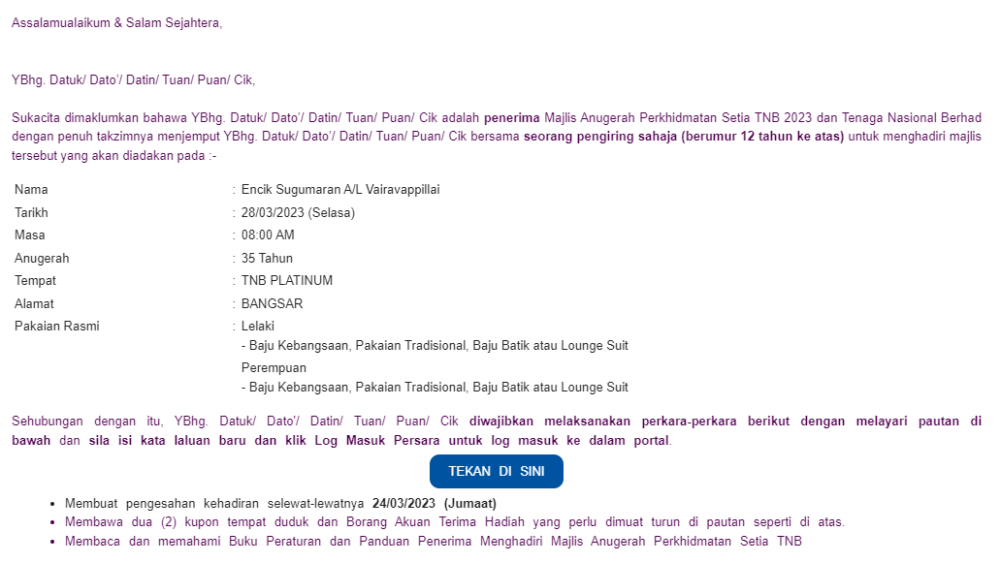 Assalamualaikum & Salam Sejahtera,
YBhg. Datuk/ Dato’/ Datin/ Tuan/ Puan/ Cik,
Sukacita dimaklumkan bahawa YBhg. Datuk/ Dato’/ Datin/ Tuan/ Puan/ Cik adalah penerima Majlis Anugerah Perkhidmatan Setia TNB 2023 dan Tenaga Nasional Berhad
dengan penuh takzimnya menjemput YBhg. Datuk/ Dato’/ Datin/ Tuan/ Puan/ Cik bersama seorang pengiring sahaja (berumur 12 tahun ke atas) untuk menghadiri majlis
tersebut yang akan diadakan pada :-
Nama : Encik Sugumaran A/L Vairavappillai
Tarikh : 28/03/2023 (Selasa)
Masa : 08:00 AM
Anugerah : 35 Tahun
Tempat : TNB PLATINUM
Alamat : BANGSAR
Pakaian Rasmi : Lelaki
- Baju Kebangsaan, Pakaian Tradisional, Baju Batik atau Lounge Suit
Perempuan
- Baju Kebangsaan, Pakaian Tradisional, Baju Batik atau Lounge Suit
Sehubungan dengan itu, YBhg. Datuk/ Dato'/ Datin/ Tuan/ Puan/ Cik diwajibkan melaksanakan perkara-perkara berikut dengan melayari pautan di
bawah dan sila isi kata laluan baru dan klik Log Masuk Persara untuk log masuk ke dalam portal.
TEKAN DI SINI
• Membuat pengesahan kehadiran selewat-lewatnya 24/03/2023 (Jumaat)
• Membawa dua (2) kupon tempat duduk dan Borang Akuan Terima Hadiah yang perlu dimuat turun di pautan seperti di atas.
• Membaca dan memahami Buku Peraturan dan Panduan Penerima Menghadiri Majlis Anugerah Perkhidmatan Setia TNB